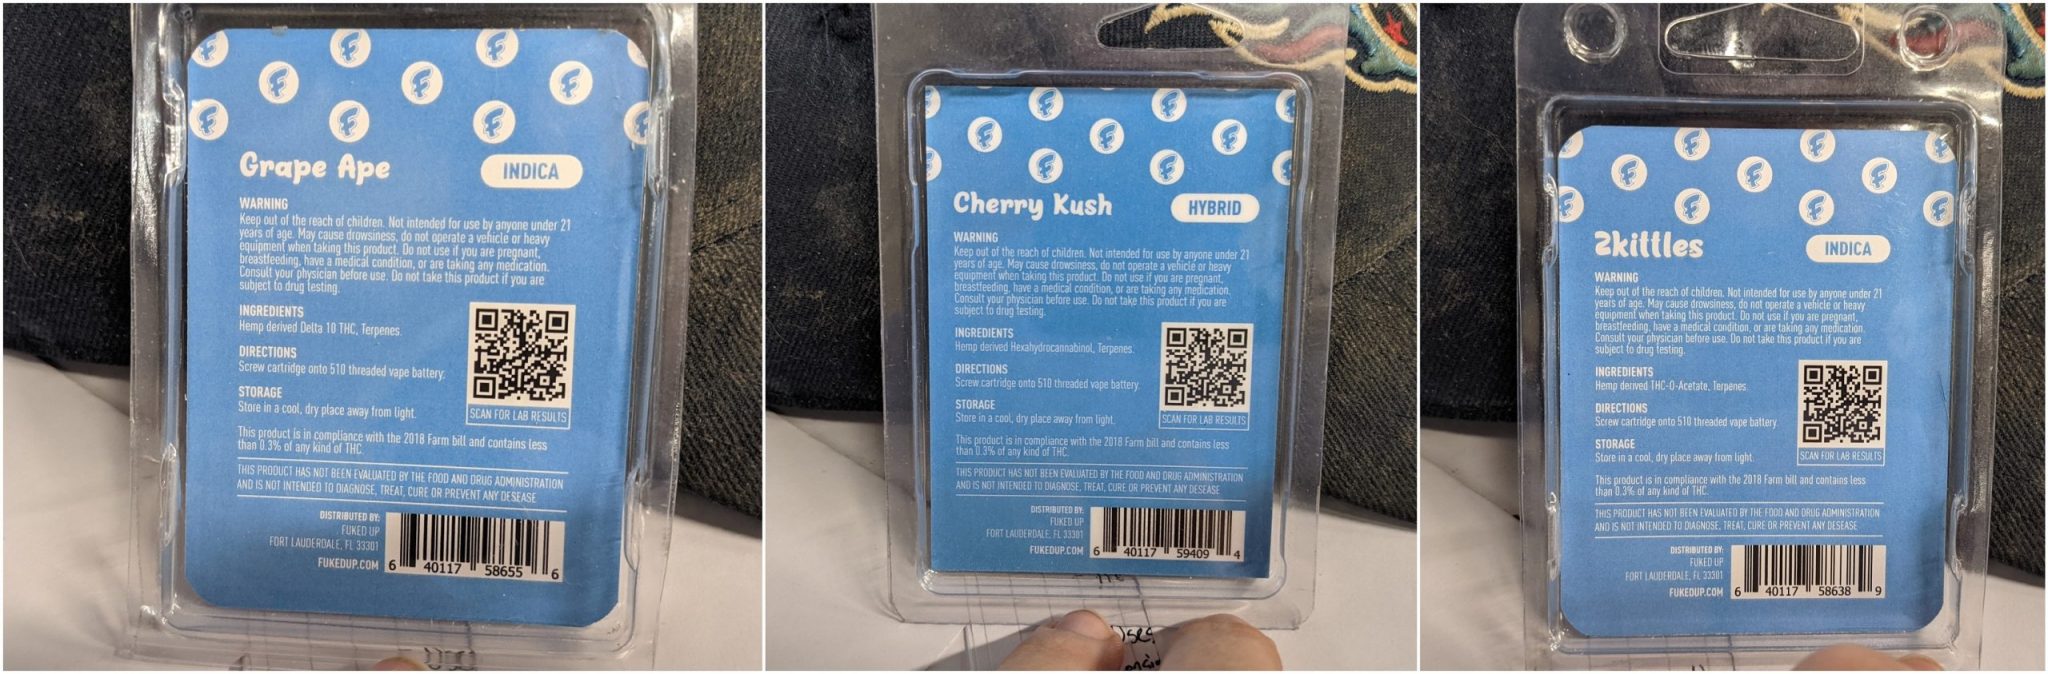 Grape Ape
INDICA
WARNING
Keep out of the reach of children. Not intended for use by anyone under 21
years of age. May cause drowsiness, do not operate a vehicle or heavy
equipment when taking this product. Do not use if you are pregnant,
breastfeeding, have a medical condition, or are taking any medication.
Consult your physician before use. Do not take this product if you are
subject to drug testing.
INGREDIENTS
Hemp derived Delta 10 THC, Terpenes.
DIRECTIONS
Screw cartridge onto 510 threaded vape battery.
STORAGE
Store in a cool, dry place away from light.
SCAN FOR LAB RESULTS
This product is in compliance with the 2018 Farm bill and contains less
than 0.3% of any kind of THC.
THIS PRODUCT HAS NOT BEEN EVALUATED BY THE FOOD AND DRUG ADMINISTRATION
AND IS NOT INTENDED TO DIAGNOSE, TREAT, CURE OR PREVENT ANY DESEASE
DISTRIBUTED BY:
FUKED UP
FORT LAUDERDALE, FL 33301
FUKEDUP.COM
6 40117 58655 6
Cherry Kush
HYBRID
WARNING
Keep out of the reach of children. Not intended for use by anyone under 21
years of age. May cause drowsiness, do not operate a vehicle or heavy
equipment when taking this product. Do not use if you are pregnant,
breastfeeding, have a medical condition, or are taking any medication.
Consult your physician before use. Do not take this product if you are
subject to drug testing.
INGREDIENTS
Hemp derived Hexahydrocannabinol, Terpenes.
DIRECTIONS
Screw cartridge onto 510 threaded vape battery.
STORAGE
Store in a cool, dry place away from light.
SCAN FOR LAB RESULTS
This product is in compliance with the 2018 Farm bill and contains less
than 0.3% of any kind of THC.
THIS PRODUCT HAS NOT BEEN EVALUATED BY THE FOOD AND DRUG ADMINISTRATION
AND IS NOT INTENDED TO DIAGNOSE, TREAT, CURE OR PREVENT ANY DESEASE
DISTRIBUTED BY:
FUKED UP
FORT LAUDERDALE, FL 33301
FUKEDUP.COM
6 40117 59409 4
Zkittles
INDICA
WARNING
Keep out of the reach of children. Not intended for use by anyone under 21
years of age. May cause drowsiness, do not operate a vehicle or heavy
equipment when taking this product. Do not use if you are pregnant,
breastfeeding, have a medical condition, or are taking any medication.
Consult your physician before use. Do not take this product if you are
subject to drug testing.
INGREDIENTS
Hemp derived THC-O-Acetate, Terpenes.
DIRECTIONS
Screw cartridge onto 510 threaded vape battery.
STORAGE
Store in a cool, dry place away from light.
SCAN FOR LAB RESULTS
This product is in compliance with the 2018 Farm bill and contains less
than 0.3% of any kind of THC.
THIS PRODUCT HAS NOT BEEN EVALUATED BY THE FOOD AND DRUG ADMINISTRATION
AND IS NOT INTENDED TO DIAGNOSE, TREAT, CURE OR PREVENT ANY DESEASE
DISTRIBUTED BY:
FUKED UP
FORT LAUDERDALE, FL 33301
FUKEDUP.COM
6 40117 58638 9